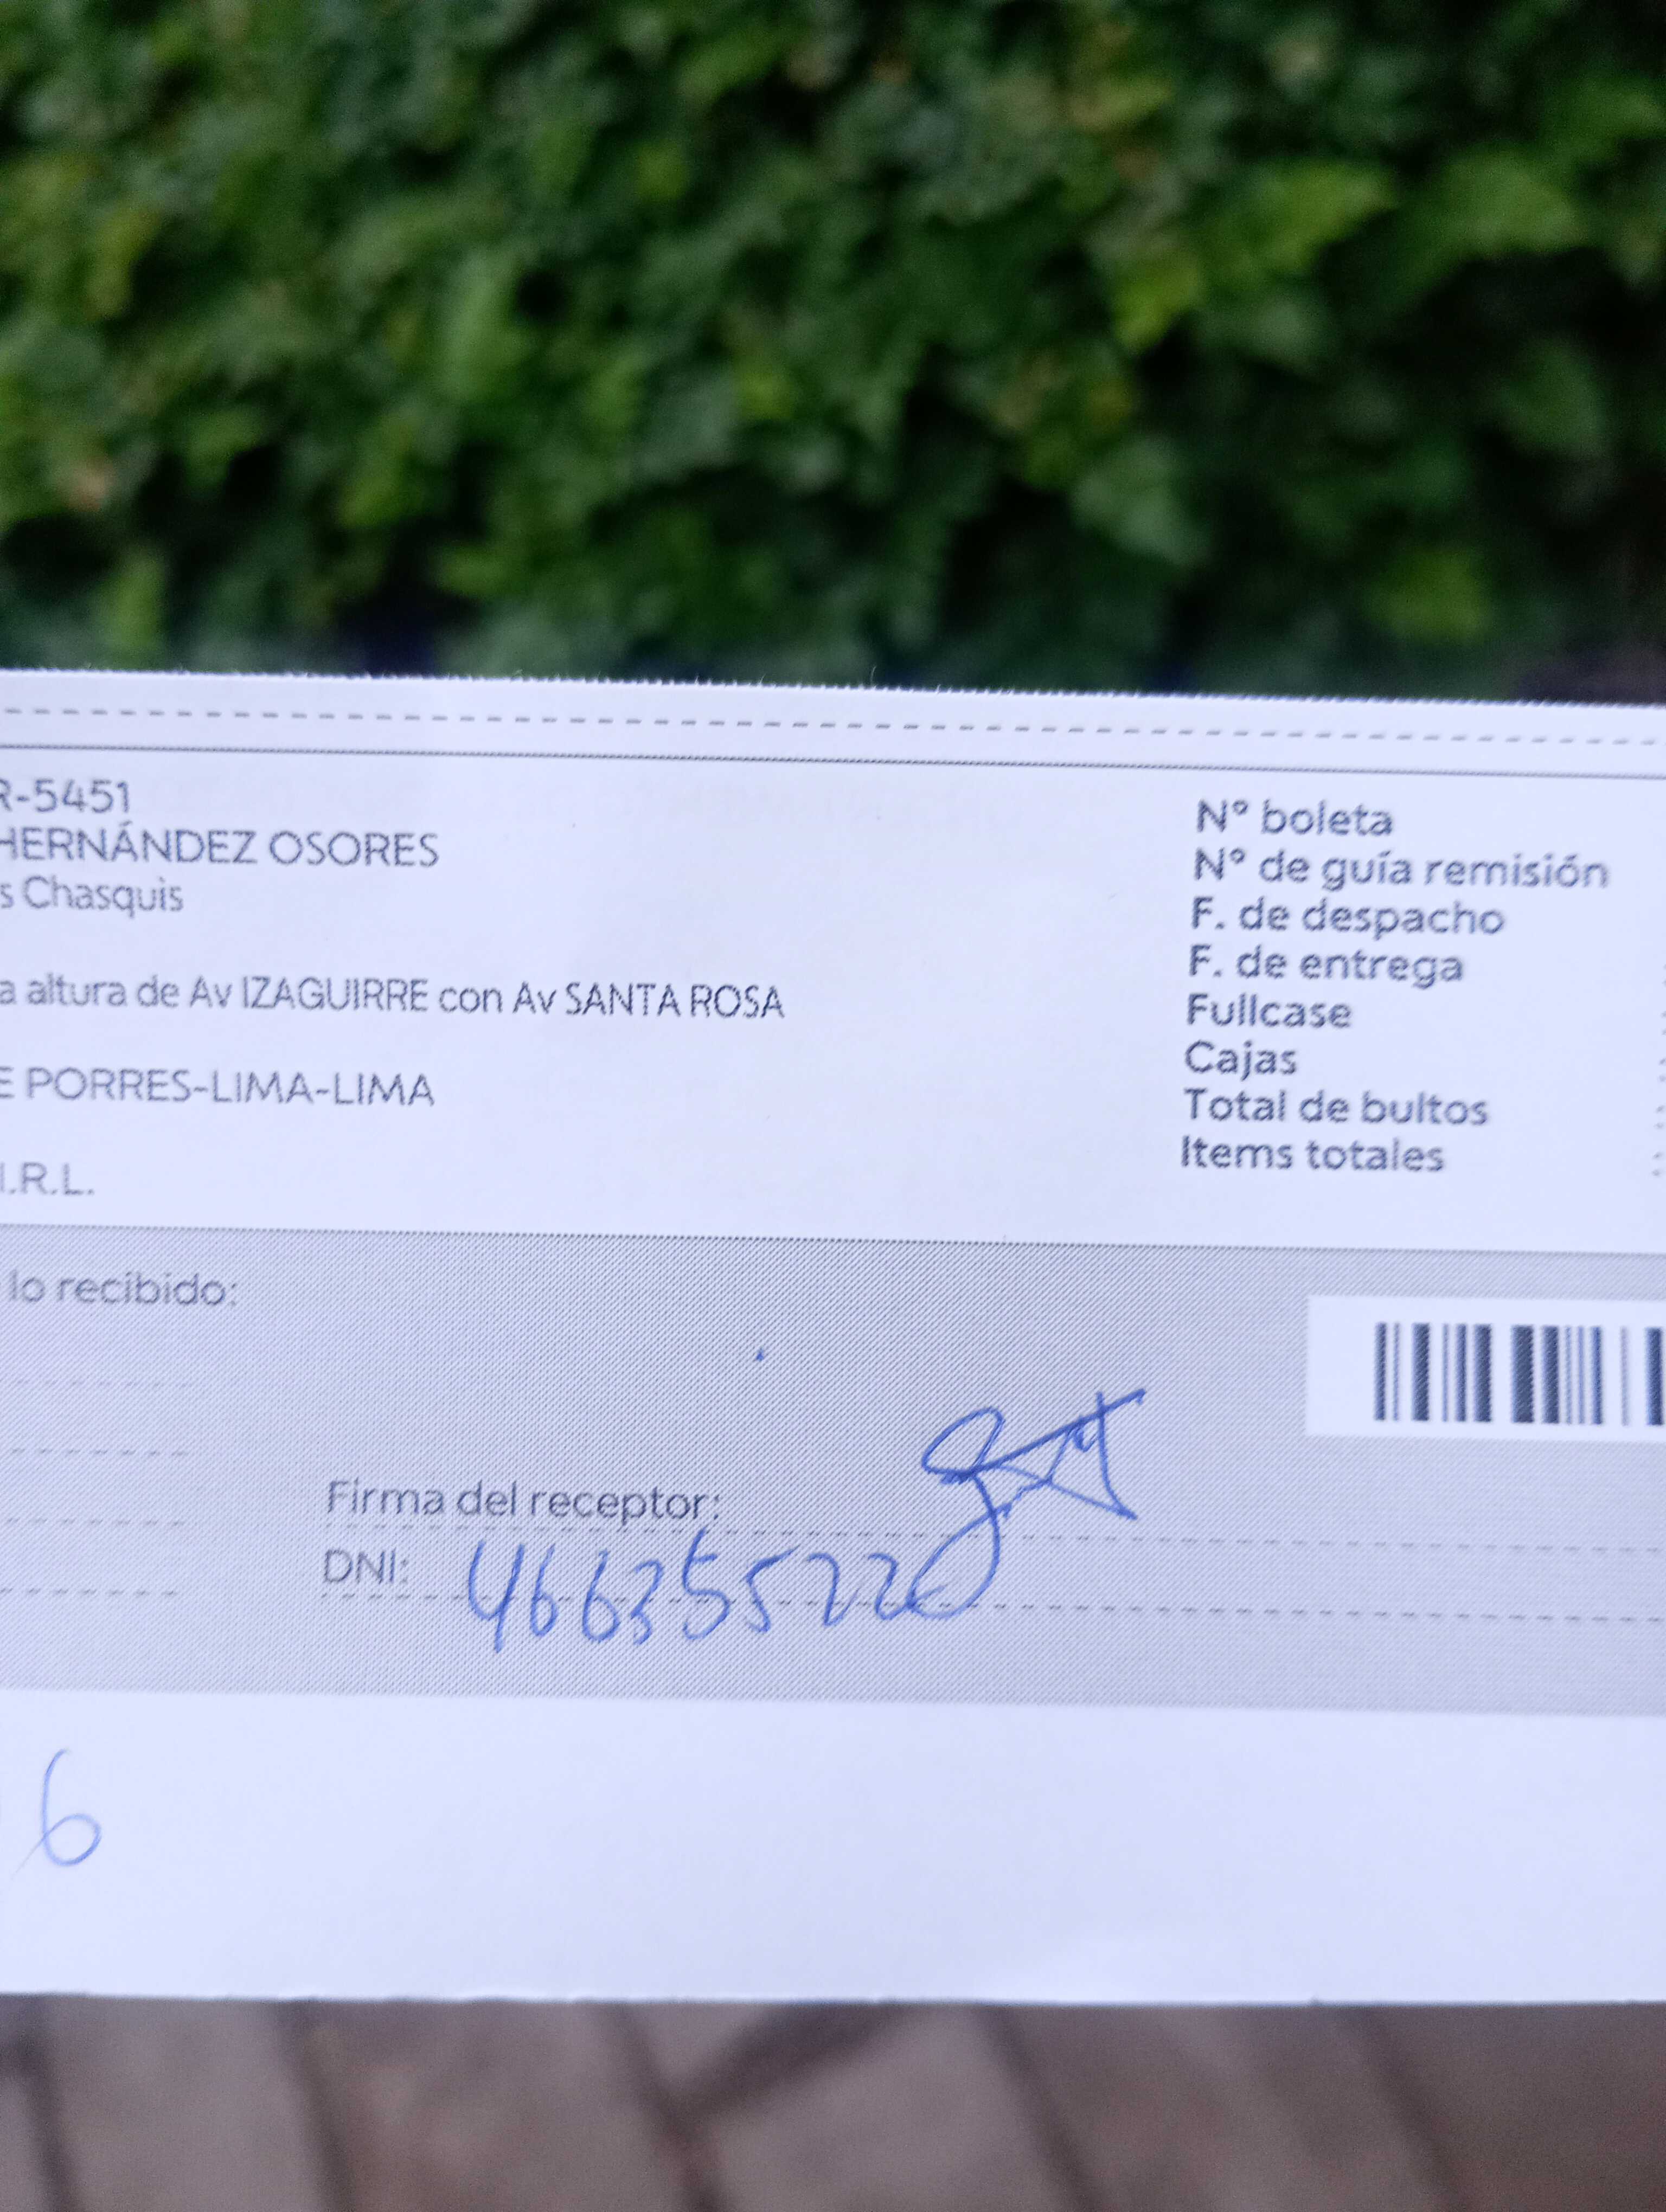 R-5451
HERNÁNDEZ OSORES
s Chasquis
a altura de Av IZAGUIRRE con Av SANTA ROSA
E PORRES-LIMA-LIMA
I.R.L.
N° boleta
N° de guía remisión
F. de despacho
F. de entrega
Fullcase
Cajas
Total de bultos
Items totales
lo recibido:
Firma del receptor:
DNI: 46635522
6